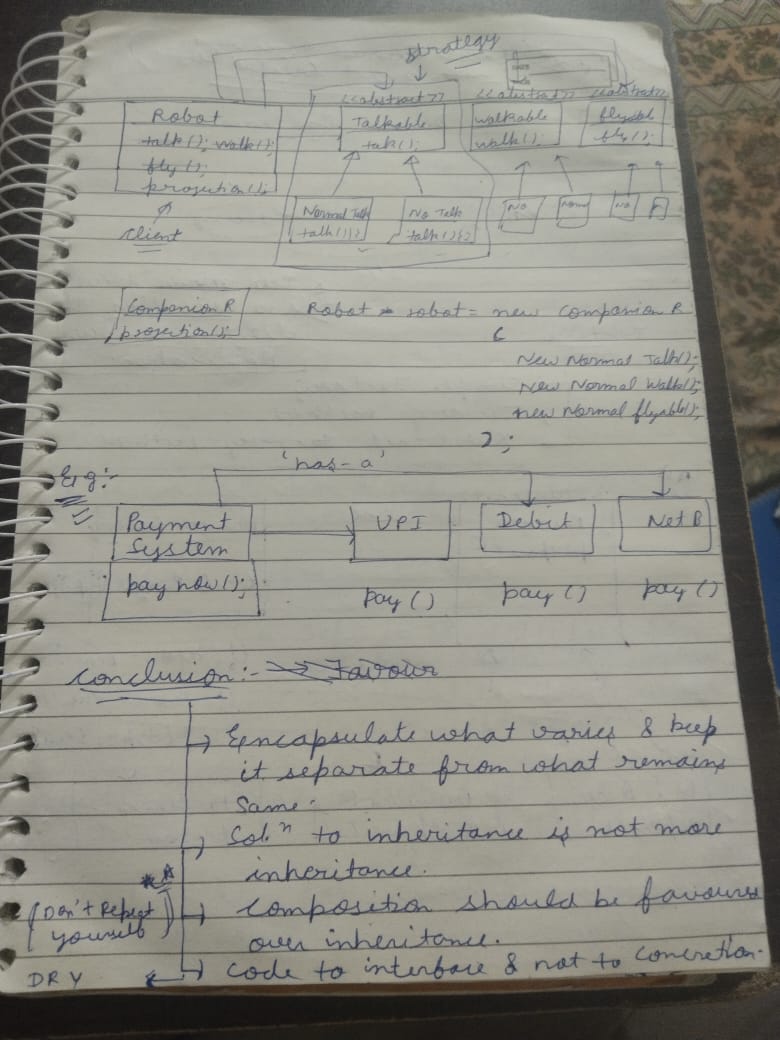 strategy
<<abstract>> <<abstract>> <<abstract>>
Robot
talk(); walk();
fly();
projection();
Talkable
talk();
walkable
walk();
flyable
fly();
client
Normal Talk
talk(){}
No Talk
talk(){}
No
Normal
No
F
Companion R
projection();
Robot * robot = new Companion R
(
New Normal Talk();
New Normal Walk();
new Normal flyable();
);
'has-a'
E.g:-
Payment
System
pay now();
UPI
Debit
Net B
pay()
pay()
pay()
Conclusion:- Favour
Encapsulate what varies & keep
it separate from what remains
same.
Sol.n to inheritance is not more
inheritance.
Composition should be favoured
over inheritance.
code to interface & not to concretion.
(Don't Repeat
yourself)
DRY